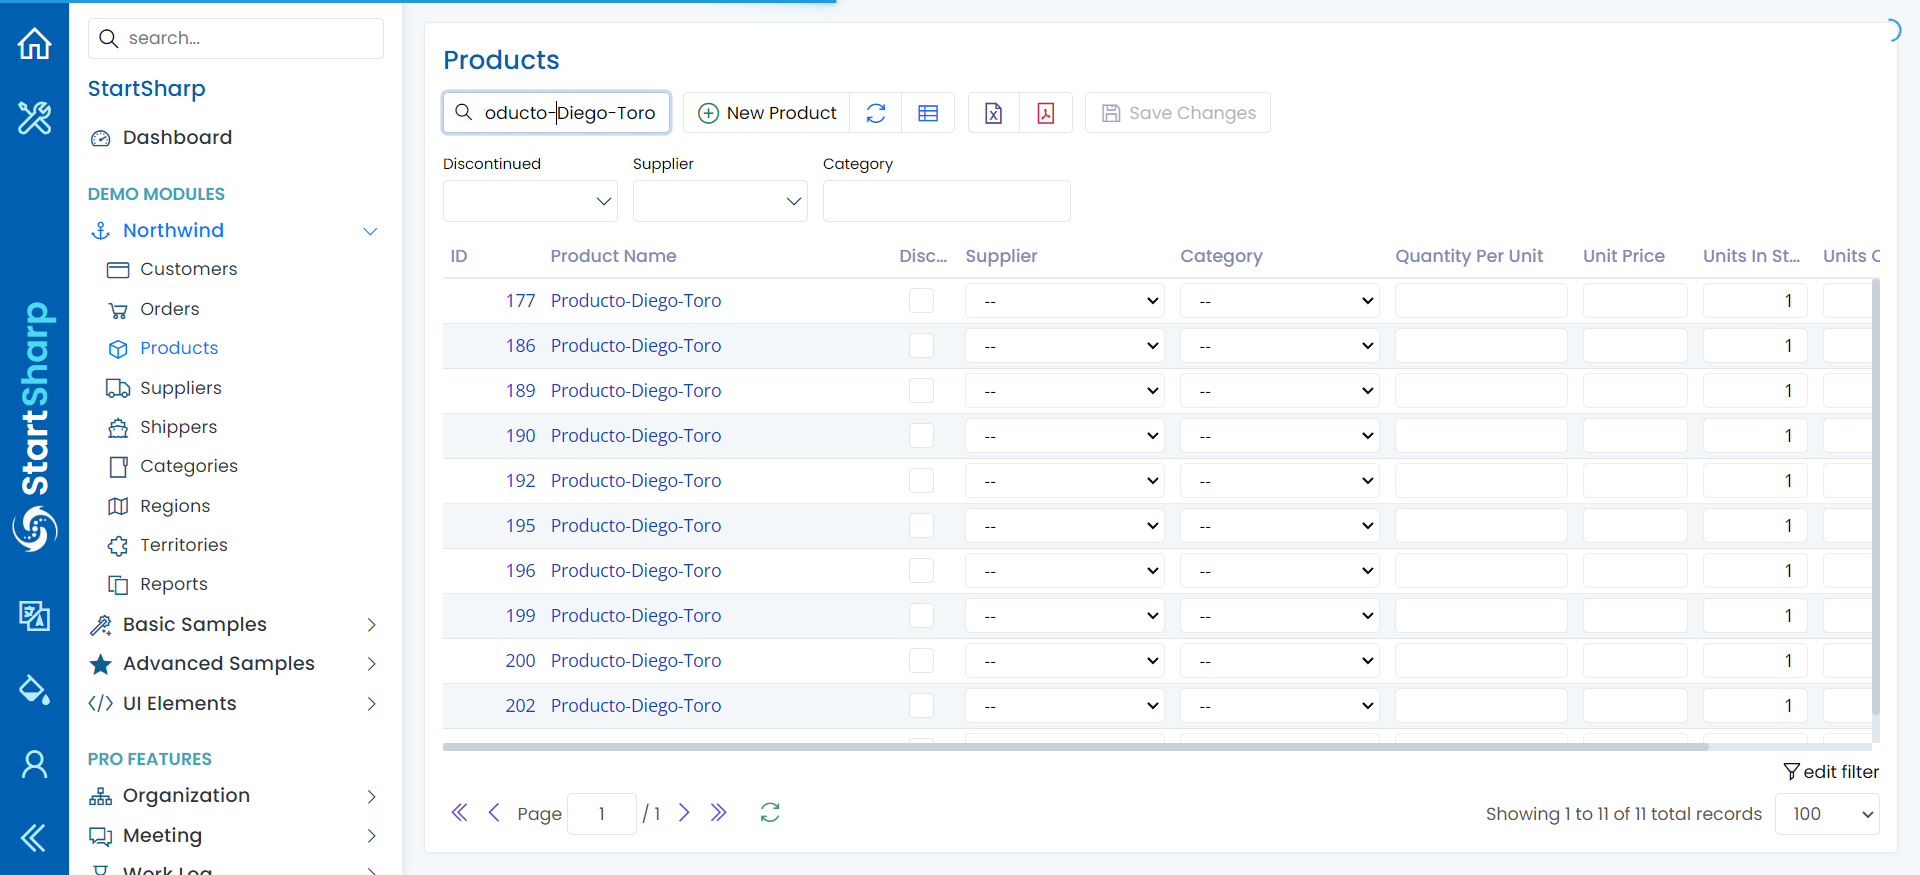 search...
StartSharp
Dashboard
DEMO MODULES
Northwind
Customers
Orders
Products
Suppliers
Shippers
Categories
Regions
Territories
Reports
Basic Samples
Advanced Samples
UI Elements
PRO FEATURES
Organization
Meeting
Work Log
StartSharp
Products
oducto-Diego-Toro
New Product
Save Changes
Discontinued Supplier Category
ID Product Name Disc... Supplier Category Quantity Per Unit Unit Price Units In St... Units
177 Producto-Diego-Toro -- -- 1
186 Producto-Diego-Toro -- -- 1
189 Producto-Diego-Toro -- -- 1
190 Producto-Diego-Toro -- -- 1
192 Producto-Diego-Toro -- -- 1
195 Producto-Diego-Toro -- -- 1
196 Producto-Diego-Toro -- -- 1
199 Producto-Diego-Toro -- -- 1
200 Producto-Diego-Toro -- -- 1
202 Producto-Diego-Toro -- -- 1
edit filter
Page 1 / 1
Showing 1 to 11 of 11 total records 100